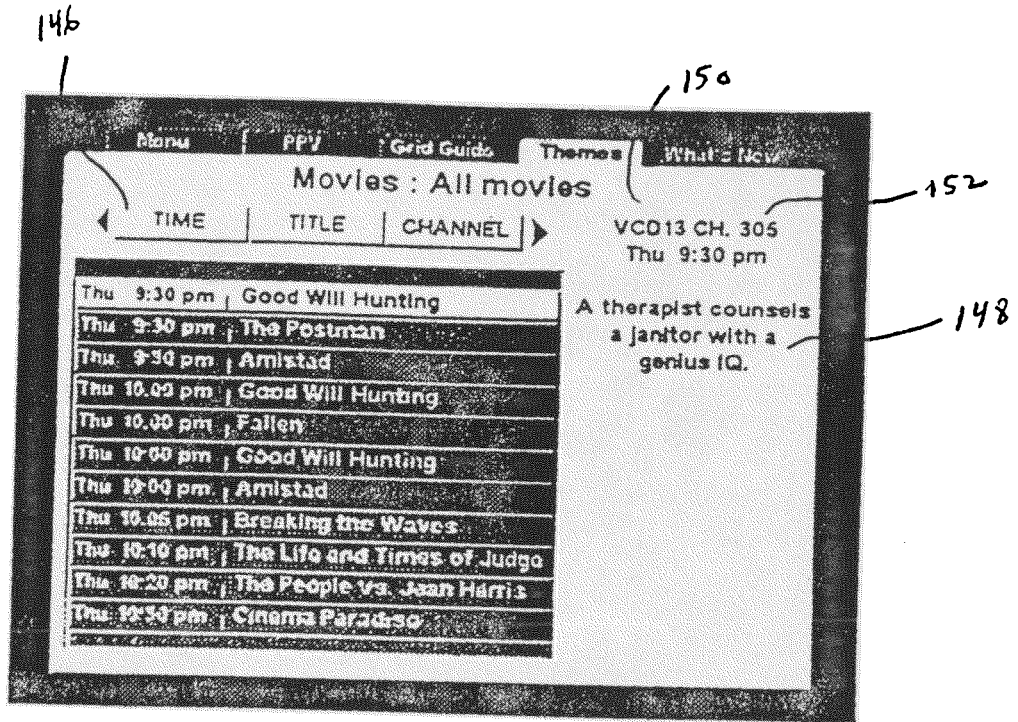 146
150
Menu PPV Grid Guide Themes What's New
Movies : All movies
152
TIME TITLE CHANNEL
VCD13 CH. 305
Thu 9:30 pm
Thu 9:30 pm Good Will Hunting
A therapist counsels
a janitor with a
genius IQ.
148
Thu 9:30 pm The Postman
Thu 9:30 pm Amistad
Thu 10:00 pm Good Will Hunting
Thu 10:00 pm Fallen
Thu 10:00 pm Good Will Hunting
Thu 10:00 pm Amistad
Thu 10:05 pm Breaking the Waves
Thu 10:10 pm The Life and Times of Judge
Thu 10:20 pm The People vs. Jean Harris
Thu 10:30 pm Cinema Paradiso